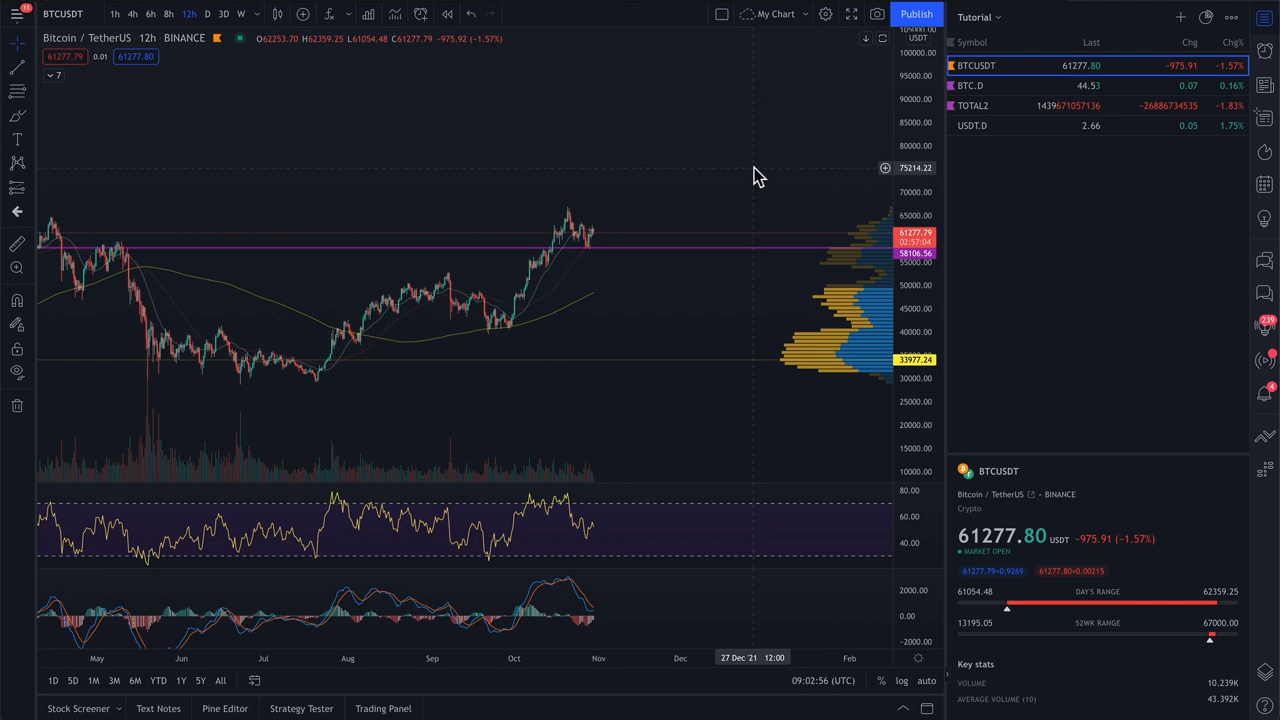 11
BTCUSDT
1h 4h 6h 8h 12h D 3D W
My Chart
Publish
Bitcoin / TetherUS · 12h · BINANCE
O62253.70 H62359.25 L61054.48 C61277.79 −975.92 (−1.57%)
61277.79 0.01 61277.80
7
USDT
100000.00
95000.00
90000.00
85000.00
80000.00
75214.22
70000.00
65000.00
61277.79
02:57:04
58106.56
55000.00
50000.00
45000.00
40000.00
33977.24
30000.00
25000.00
20000.00
15000.00
10000.00
80.00
60.00
40.00
2000.00
0.00
−2000.00
May Jun Jul Aug Sep Oct Nov Dec 27 Dec '21 12:00 Feb
1D 5D 1M 3M 6M YTD 1Y 5Y All
09:02:56 (UTC) % log auto
Stock Screener Text Notes Pine Editor Strategy Tester Trading Panel
Tutorial
Symbol Last Chg Chg%
BTCUSDT 61277.80 −975.91 −1.57%
BTC.D 44.53 0.07 0.16%
TOTAL2 1439671057136 −26886734535 −1.83%
USDT.D 2.66 0.05 1.75%
BTCUSDT
Bitcoin / TetherUS · BINANCE
Crypto
61277.80 USDT −975.91 (−1.57%)
MARKET OPEN
61277.79×0.9269 61277.80×0.00215
61054.48 DAY'S RANGE 62359.25
13195.05 52WK RANGE 67000.00
Key stats
VOLUME 10.239K
AVERAGE VOLUME (10) 43.392K
239
4